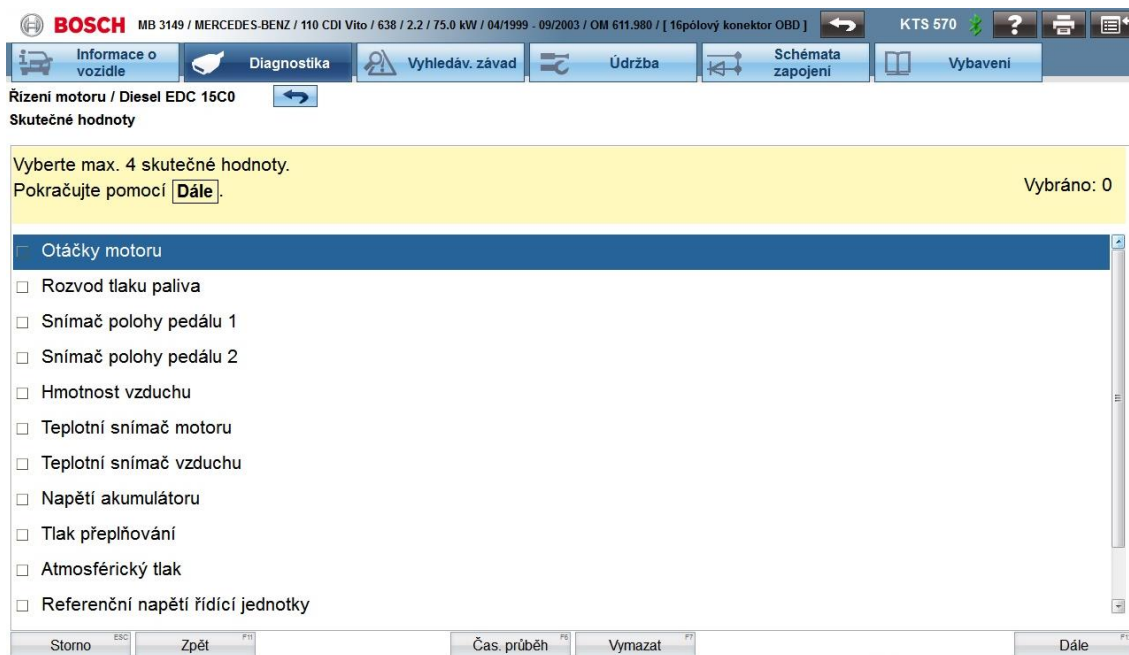 BOSCH MB 3149 / MERCEDES-BENZ / 110 CDI Vito / 638 / 2.2 / 75.0 kW / 04/1999 - 09/2003 / OM 611.980 / [ 16pólový konektor OBD ] KTS 570 ?
Informace o vozidle
Diagnostika
Vyhledáv. závad
Údržba
Schémata zapojení
Vybavení
Řízení motoru / Diesel EDC 15C0
Skutečné hodnoty
Vyberte max. 4 skutečné hodnoty.
Pokračujte pomocí Dále.
Vybráno: 0
Otáčky motoru
Rozvod tlaku paliva
Snímač polohy pedálu 1
Snímač polohy pedálu 2
Hmotnost vzduchu
Teplotní snímač motoru
Teplotní snímač vzduchu
Napětí akumulátoru
Tlak přeplňování
Atmosférický tlak
Referenční napětí řídící jednotky
Storno ESC Zpět F11 Čas. průběh F6 Vymazat F7 Dále